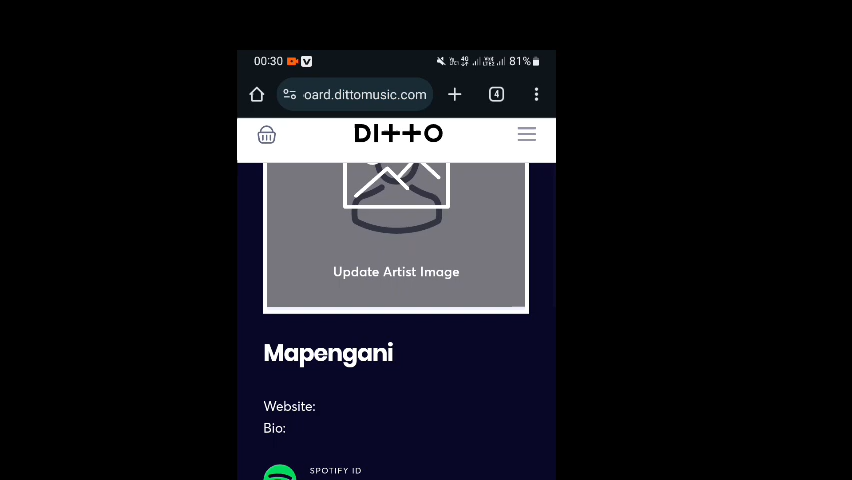 00:30 81%
oard.dittomusic.com 4
DITTO
Update Artist Image
Mapengani
Website:
Bio:
SPOTIFY ID